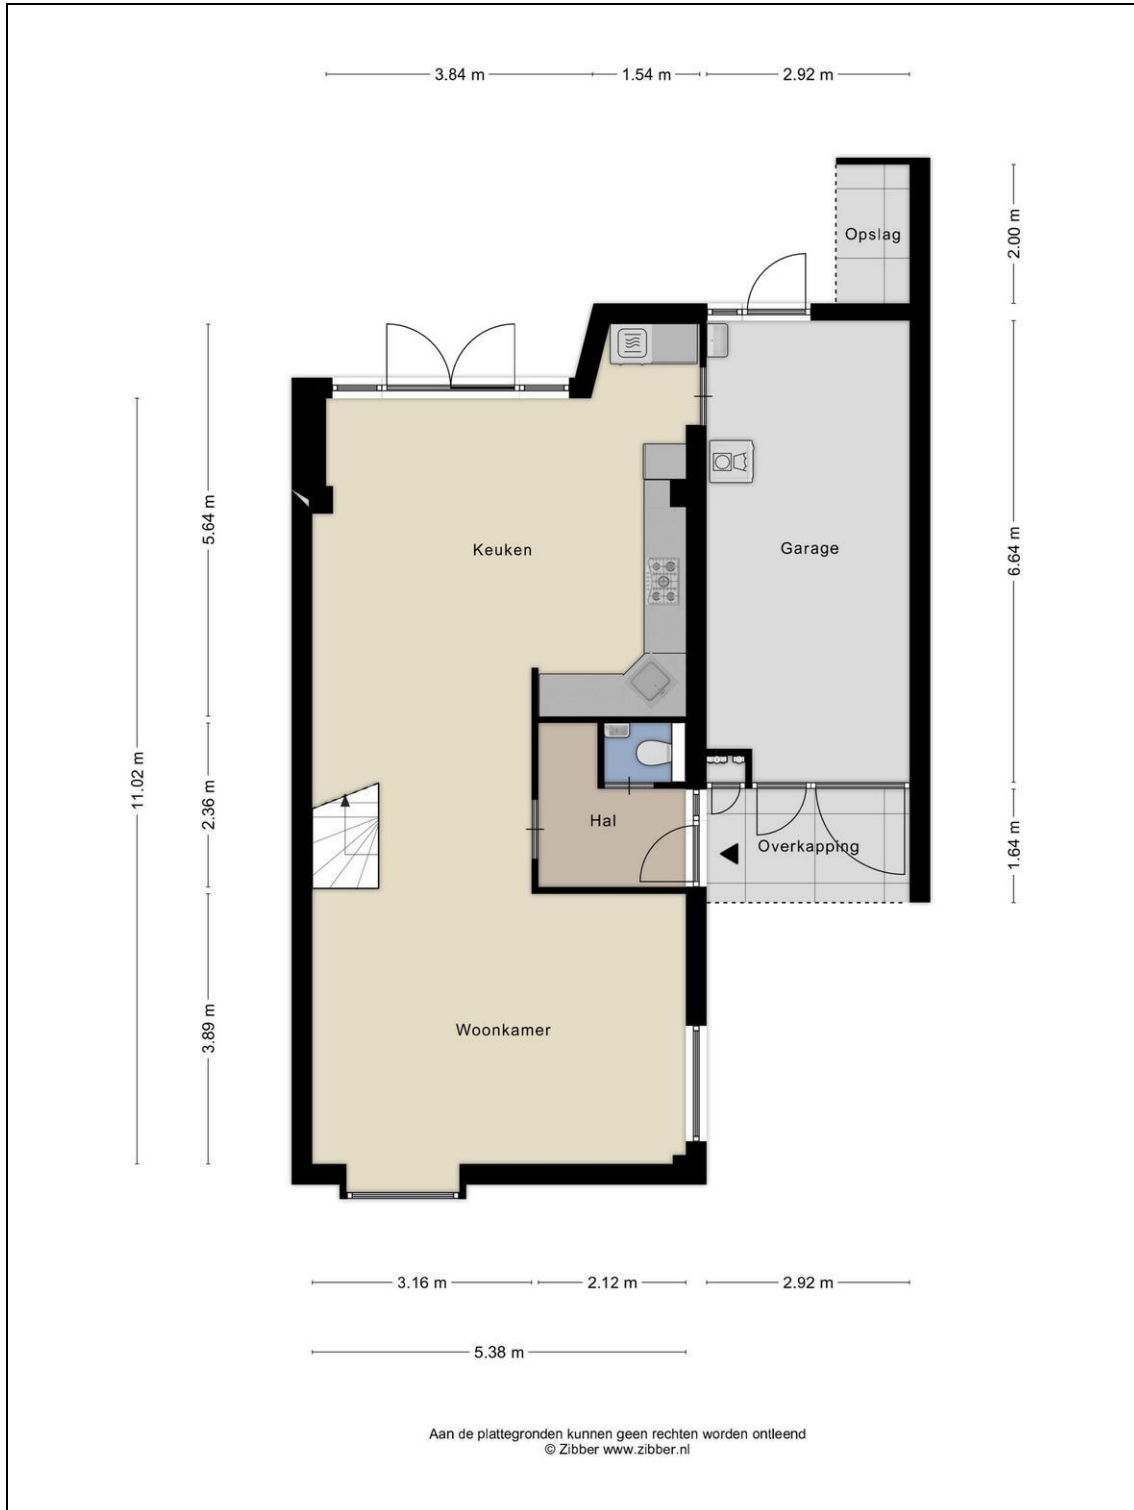 3.84 m
1.54 m
2.92 m
2.00 m
Opslag
5.64 m
6.64 m
Keuken
Garage
11.02 m
2.36 m
Hal
Overkapping
1.64 m
3.89 m
Woonkamer
3.16 m
2.12 m
2.92 m
5.38 m
Aan de plattegronden kunnen geen rechten worden ontleend
© Zibber www.zibber.nl